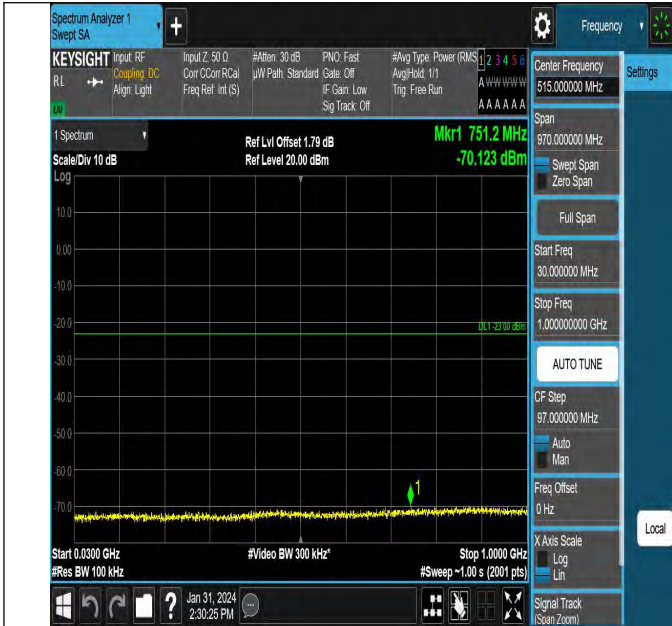 Spectrum Analyzer 1
Swept SA
+
Frequency
KEYSIGHT
RL
LXI
Input: RF
Coupling: DC
Align: Light
Input Z: 50 Ω
Corr CCorr RCal
Freq Ref: Int (S)
#Atten: 30 dB
µW Path: Standard
PNO: Fast
Gate: Off
IF Gain: Low
Sig Track: Off
#Avg Type: Power (RMS
Avg|Hold: 1/1
Trig: Free Run
1 2 3 4 5 6
A W W W W W
A A A A A A
1 Spectrum
Scale/Div 10 dB
Ref Lvl Offset 1.79 dB
Ref Level 20.00 dBm
Mkr1 751.2 MHz
-70.123 dBm
Log
10.0
0.00
-10.0
-20.0
DL1 -23.00 dBm
-30.0
-40.0
-50.0
-60.0
1
-70.0
Start 0.0300 GHz
#Res BW 100 kHz
#Video BW 300 kHz*
Stop 1.0000 GHz
#Sweep ~1.00 s (2001 pts)
Center Frequency
515.000000 MHz
Settings
Span
970.000000 MHz
Swept Span
Zero Span
Full Span
Start Freq
30.000000 MHz
Stop Freq
1.000000000 GHz
AUTO TUNE
CF Step
97.000000 MHz
Auto
Man
Freq Offset
0 Hz
X Axis Scale
Log
Lin
Local
Signal Track
(Span Zoom)
?
Jan 31, 2024
2:30:25 PM